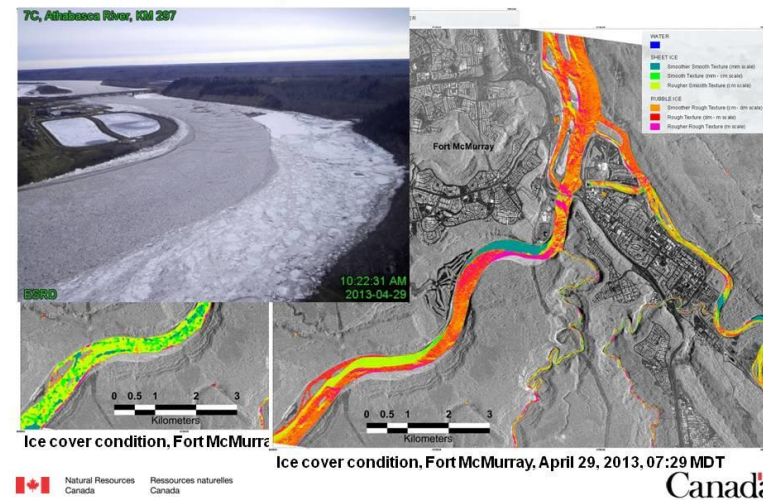 7C, Athabasca River, KM 297
ER
WATER
SHEET ICE
Smoother Smooth Texture (mm scale)
Smooth Texture (mm - cm scale)
Rougher Smooth Texture (cm scale)
RUBBLE ICE
Smoother Rough Texture (cm - dm scale)
Rough Texture (dm - m scale)
Rougher Rough Texture (m scale)
Fort McMurray
10:22:31 AM
ESRD
2013-04-29
0 0.5 1 2 3
Kilometers
0 0.5 1 2 3
Kilometers
Ice cover condition, Fort McMurra
Ice cover condition, Fort McMurray, April 29, 2013, 07:29 MDT
Natural Resources Canada
Ressources naturelles Canada
Canad